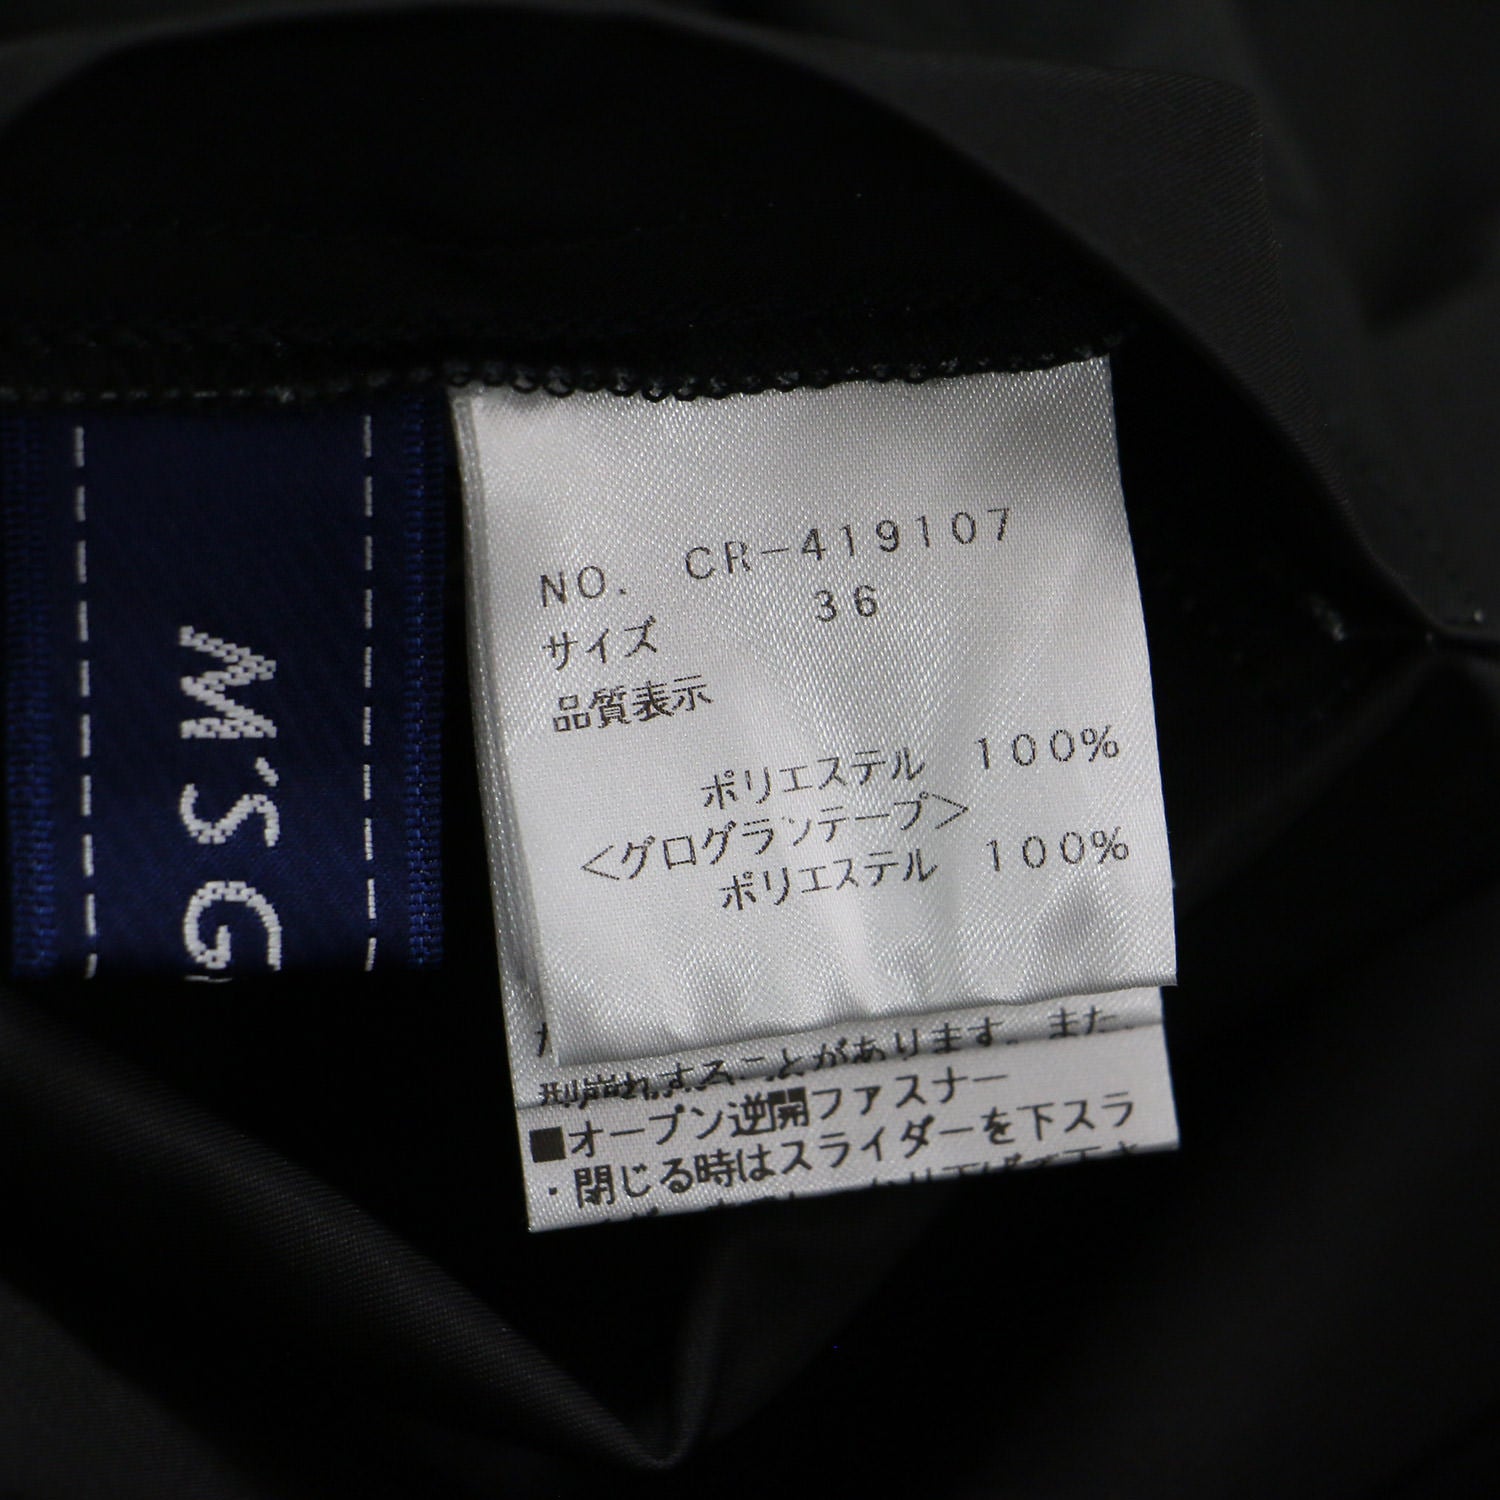 M'S G
NO. CR-419107
サイズ 36
品質表示
ポリエステル 100%
<グログランテープ>
ポリエステル 100%
することがあります。また、
■オープン逆開ファスナー
・閉じる時はスライダーを下スラ